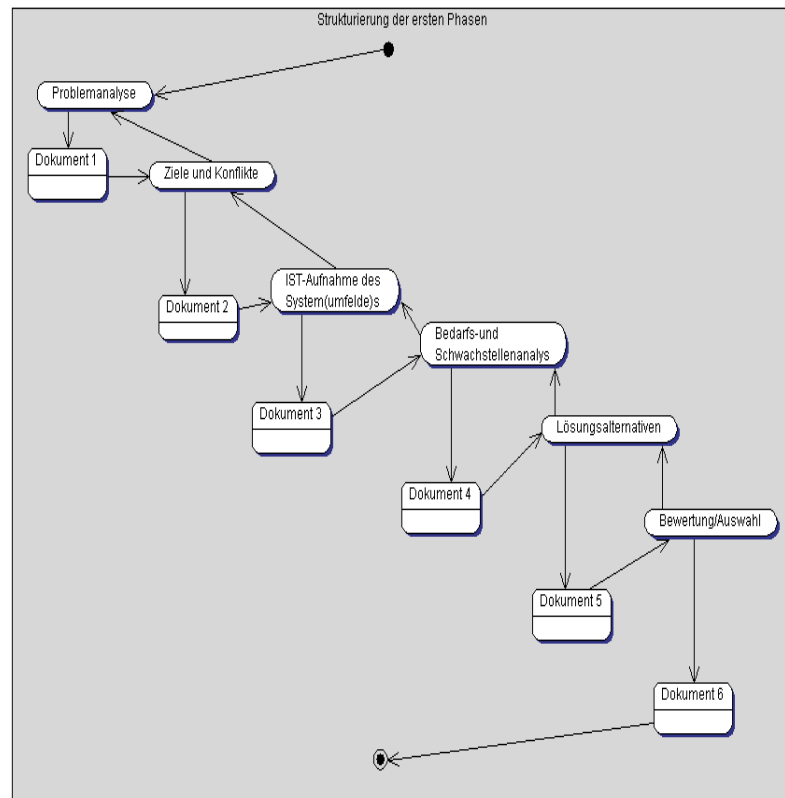 Strukturierung der ersten Phasen
Problemanalyse
Dokument 1
Ziele und Konflikte
Dokument 2
IST-Aufnahme des
System(umfelde)s
Dokument 3
Bedarfs-und
Schwachstellenanalys
Dokument 4
Lösungsalternativen
Dokument 5
Bewertung/Auswahl
Dokument 6